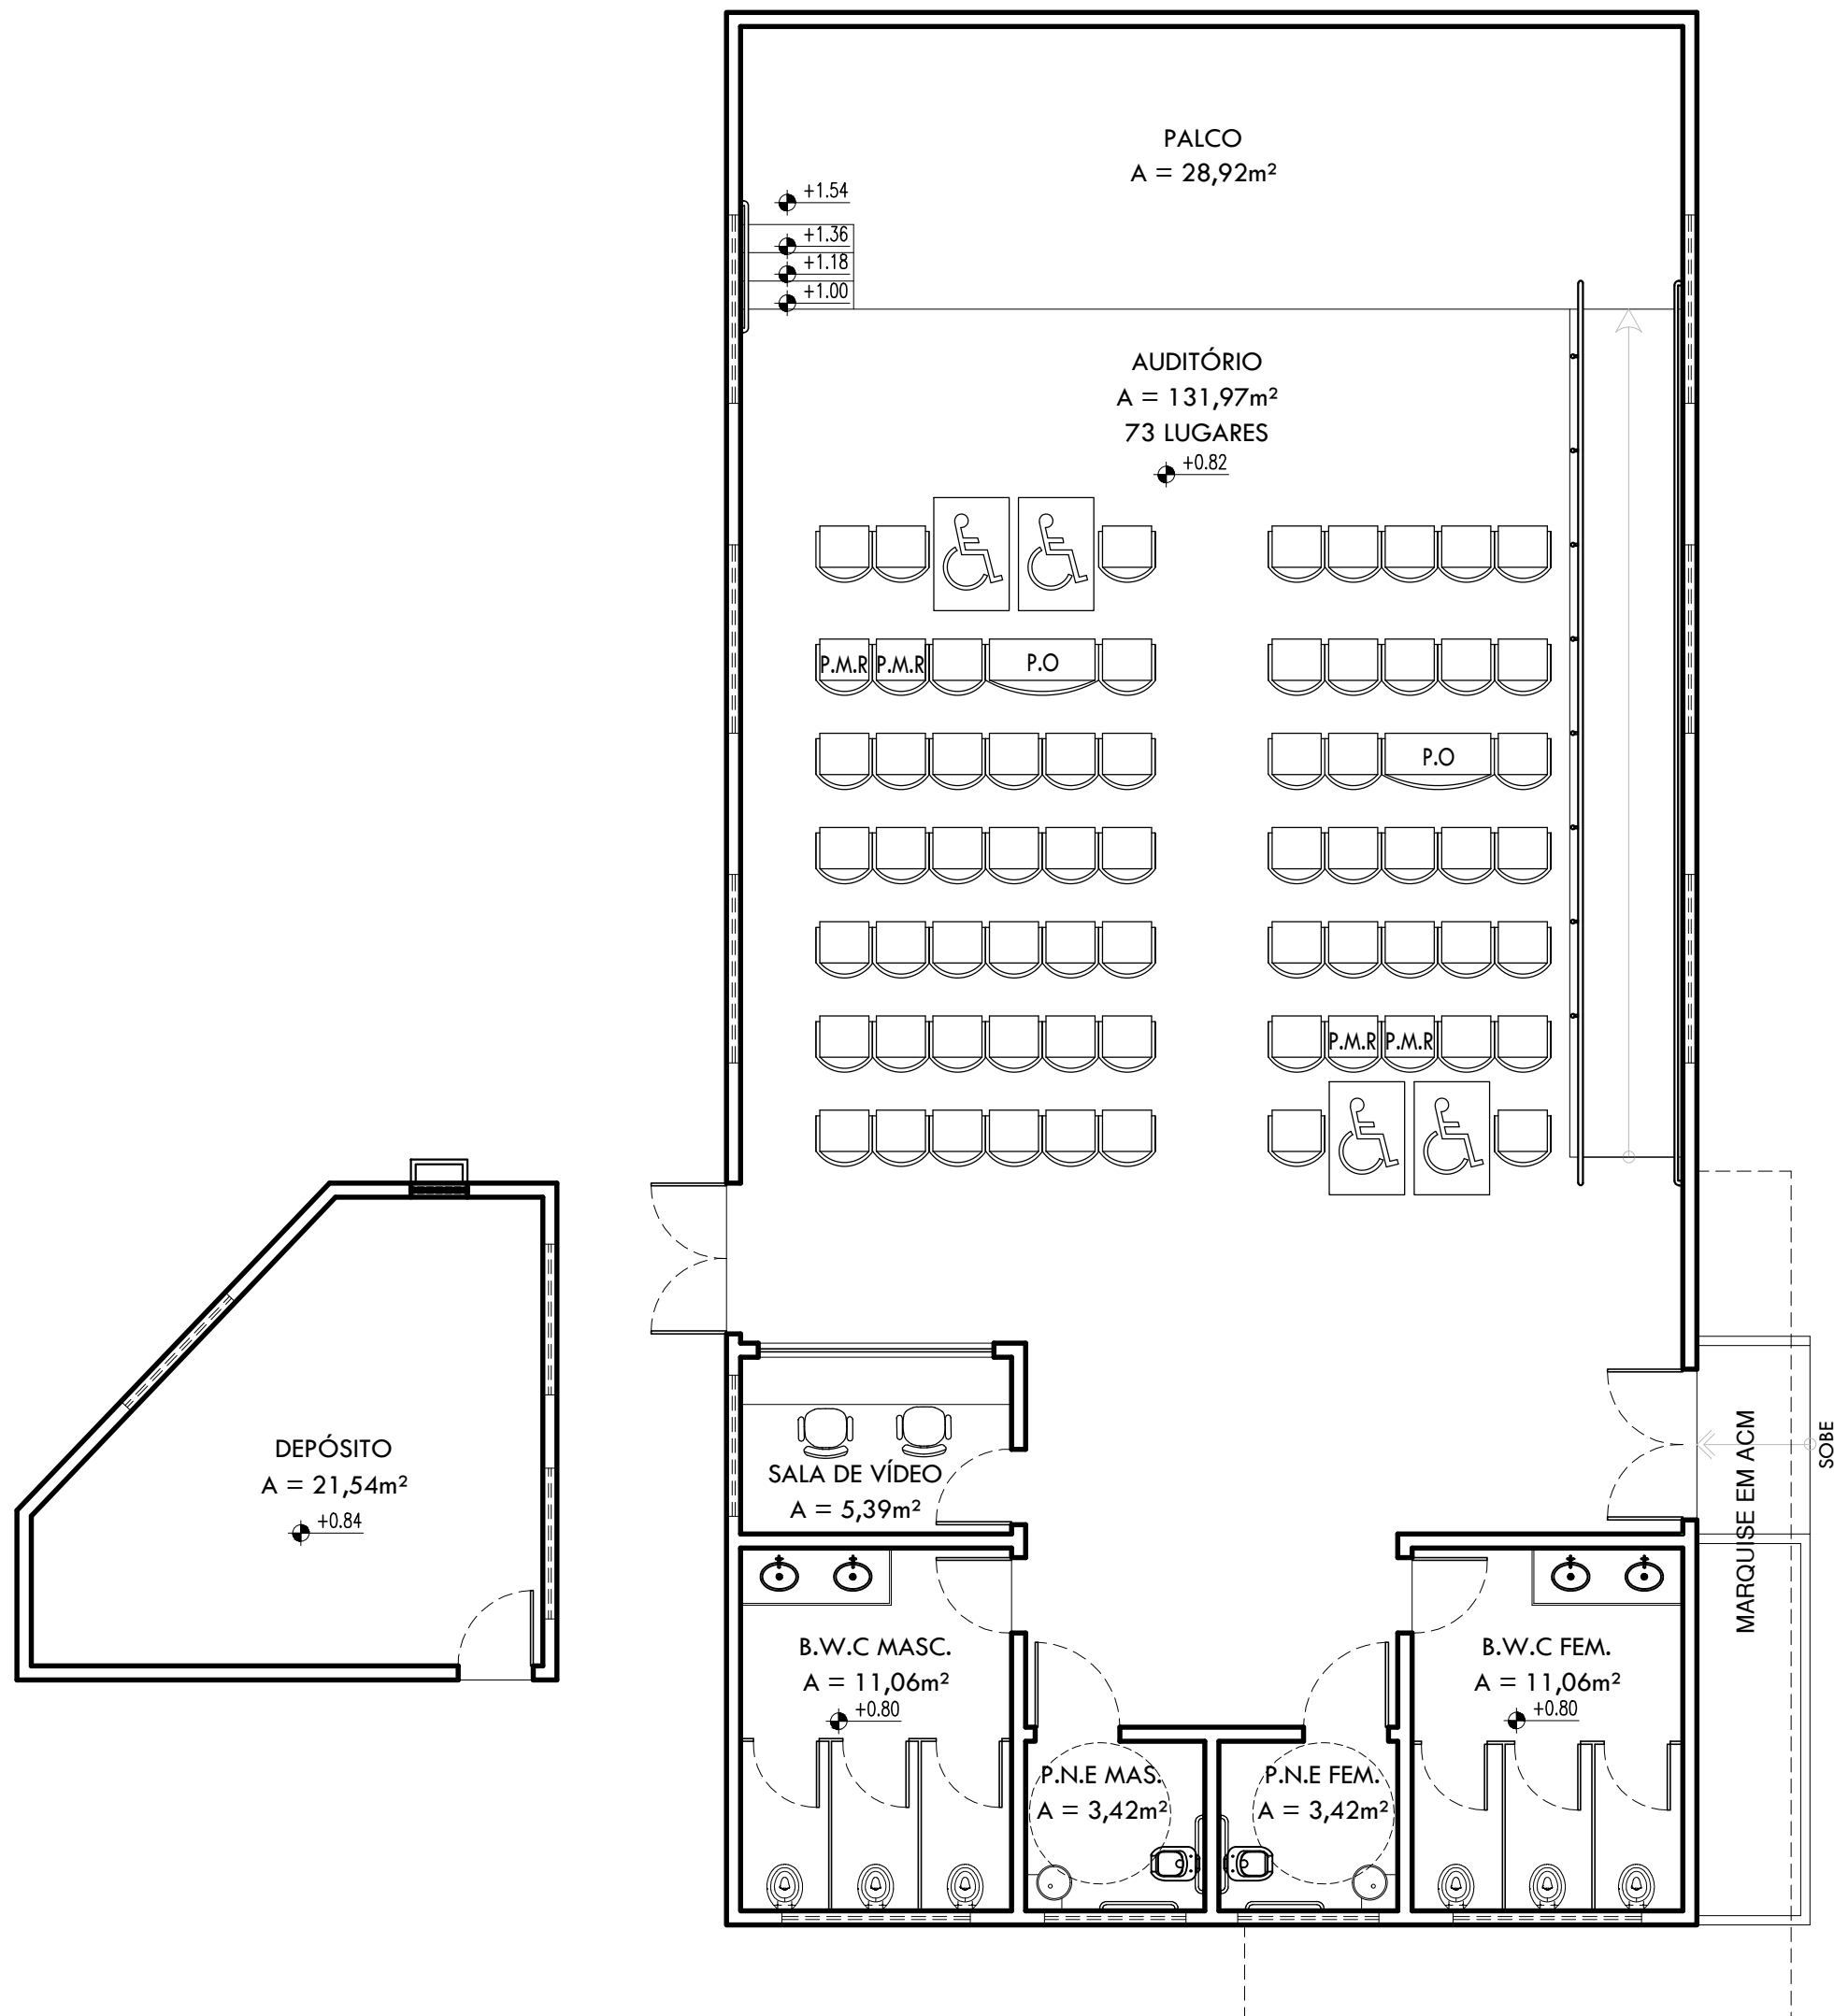 PALCO
A = 28,92m²
+1.54
+1.36
+1.18
+1.00
AUDITÓRIO
A = 131,97m²
73 LUGARES
+0.82
P.M.R P.M.R P.O
P.O
P.M.R P.M.R
DEPÓSITO
A = 21,54m²
+0.84
SALA DE VÍDEO
A = 5,39m²
MARQUISE EM ACM
SOBE
B.W.C MASC.
A = 11,06m²
+0.80
B.W.C FEM.
A = 11,06m²
+0.80
P.N.E MAS.
A = 3,42m²
P.N.E FEM.
A = 3,42m²